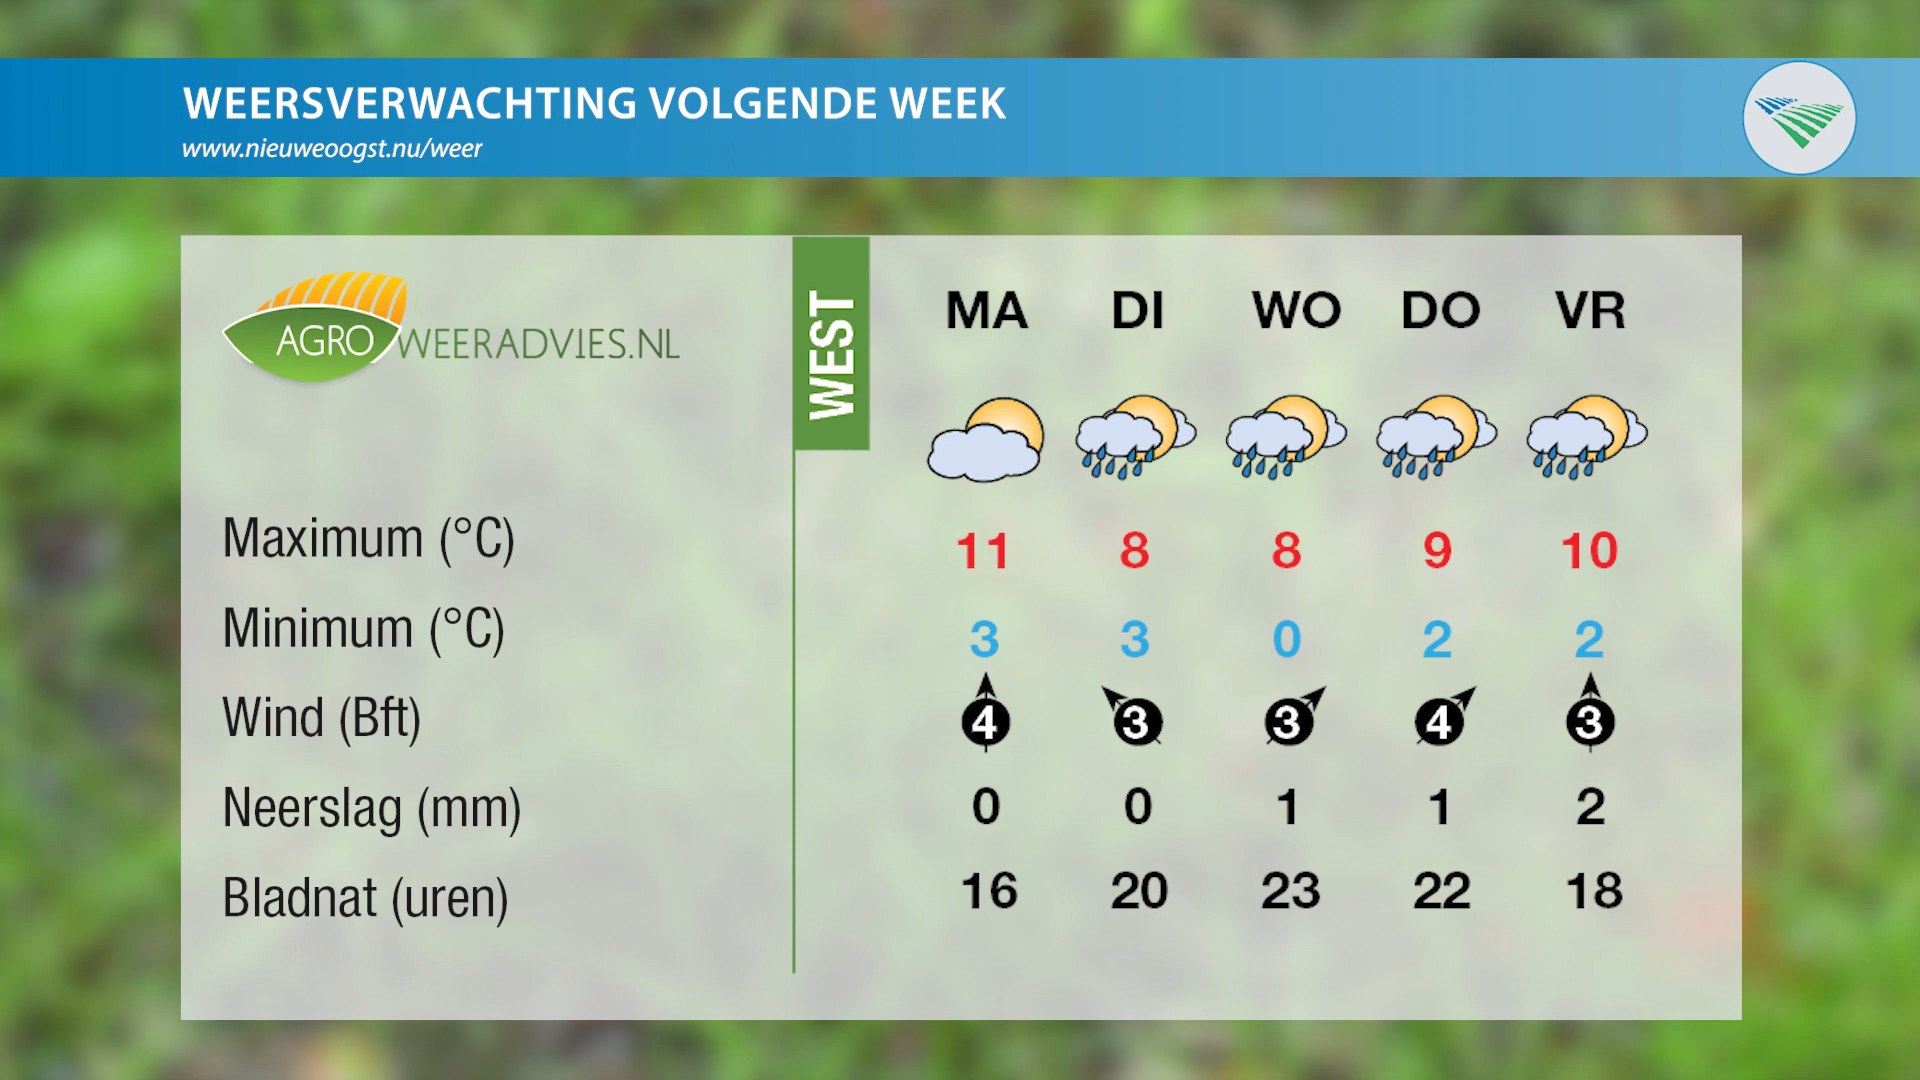 WEERSVERWACHTING VOLGENDE WEEK
www.nieuweoogst.nu/weer
AGRO WEERADVIES.NL
WEST
MA DI WO DO VR
Maximum (°C) 11 8 8 9 10
Minimum (°C) 3 3 0 2 2
Wind (Bft) 4 3 3 4 3
Neerslag (mm) 0 0 1 1 2
Bladnat (uren) 16 20 23 22 18